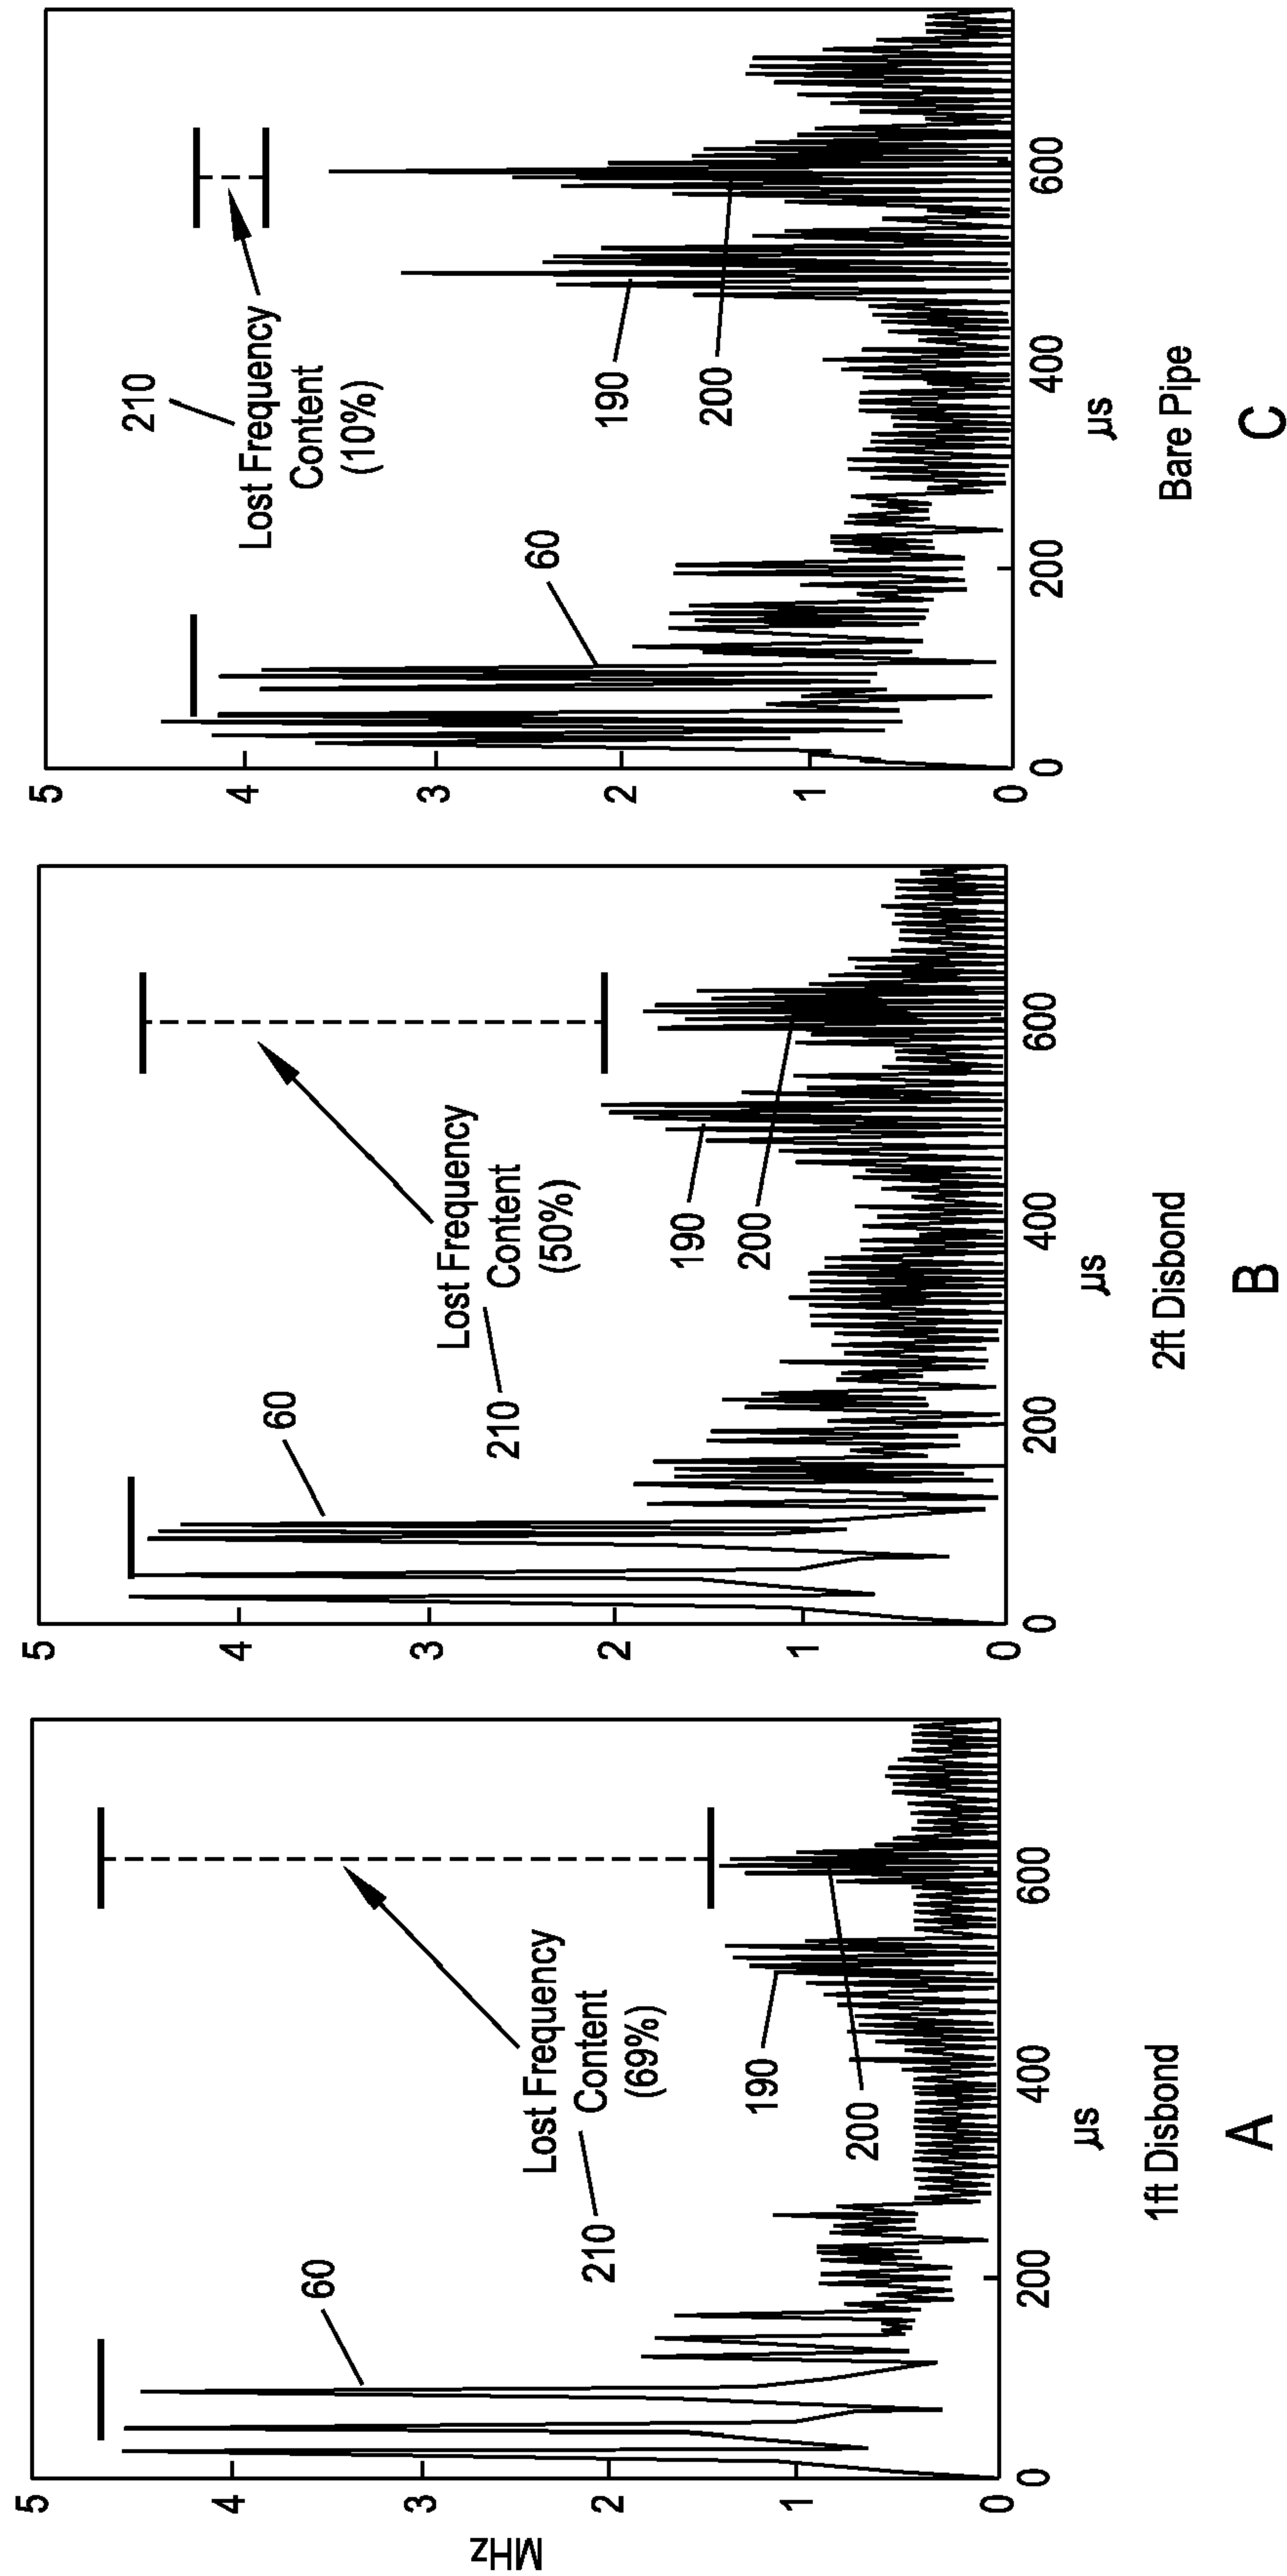 MHz
5
4
3
2
1
0
0
200
400
600
µs
60
210
Lost Frequency
Content
(69%)
190
200
1ft Disbond
A
5
4
3
2
1
0
0
200
400
600
µs
60
210
Lost Frequency
Content
(50%)
190
200
2ft Disbond
B
5
4
3
2
1
0
0
200
400
600
µs
60
210
Lost Frequency
Content
(10%)
190
200
Bare Pipe
C